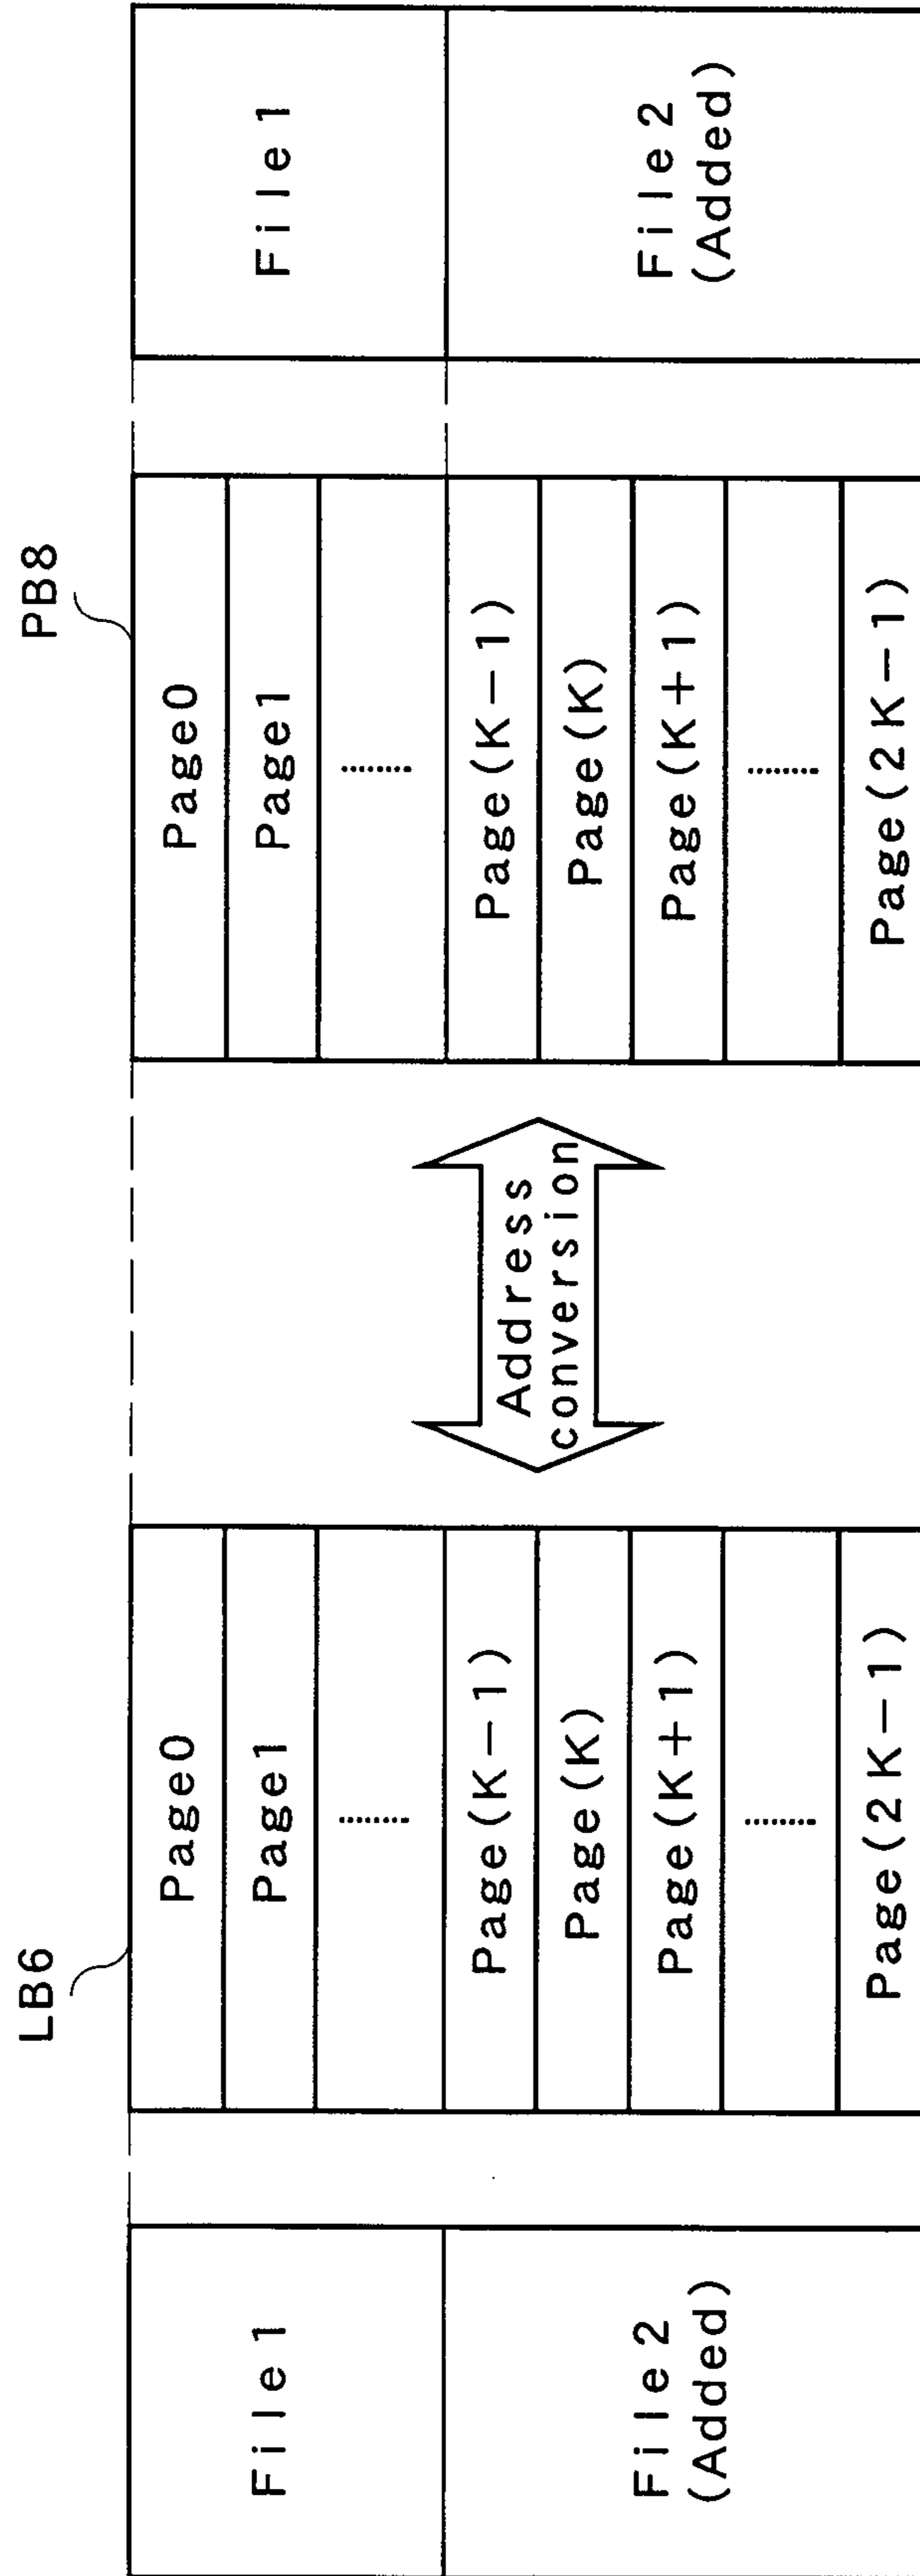 LB6
PB8
File1
File2
(Added)
Page0
Page1
........
Page(K-1)
Page(K)
Page(K+1)
........
Page(2K-1)
Address
conversion
Page0
Page1
........
Page(K-1)
Page(K)
Page(K+1)
........
Page(2K-1)
File1
File2
(Added)